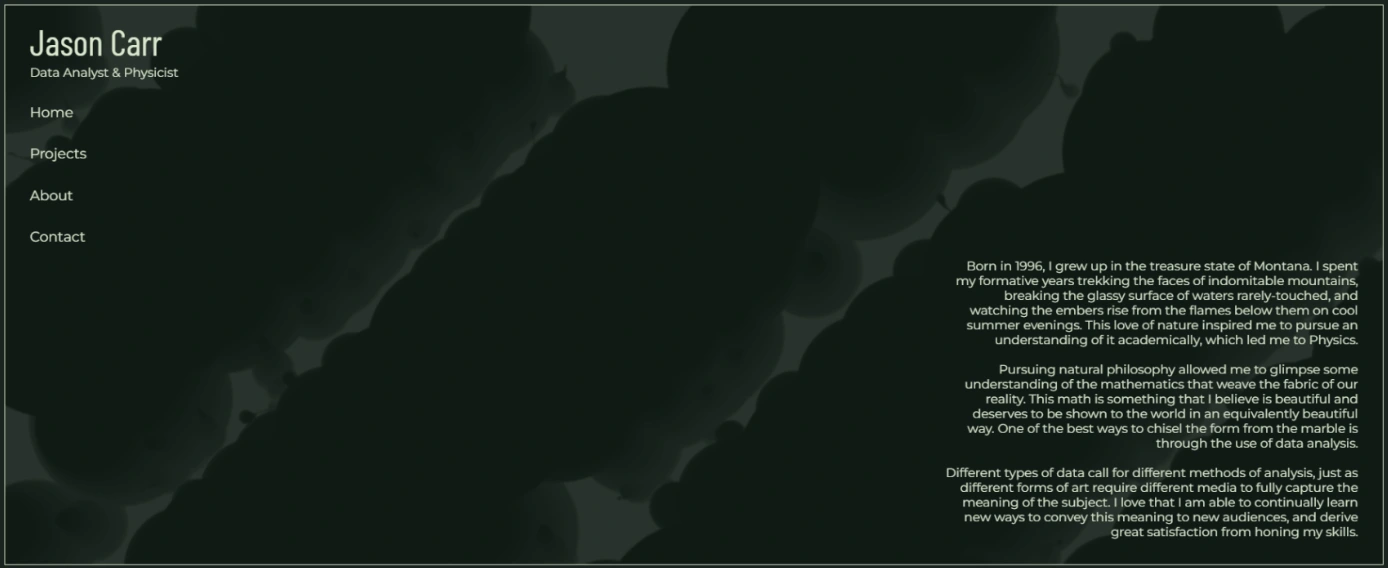 Jason Carr
Data Analyst & Physicist
Home
Projects
About
Contact
Born in 1996, I grew up in the treasure state of Montana. I spent
my formative years trekking the faces of indomitable mountains,
breaking the glassy surface of waters rarely-touched, and
watching the embers rise from the flames below them on cool
summer evenings. This love of nature inspired me to pursue an
understanding of it academically, which led me to Physics.
Pursuing natural philosophy allowed me to glimpse some
understanding of the mathematics that weave the fabric of our
reality. This math is something that I believe is beautiful and
deserves to be shown to the world in an equivalently beautiful
way. One of the best ways to chisel the form from the marble is
through the use of data analysis.
Different types of data call for different methods of analysis, just as
different forms of art require different media to fully capture the
meaning of the subject. I love that I am able to continually learn
new ways to convey this meaning to new audiences, and derive
great satisfaction from honing my skills.